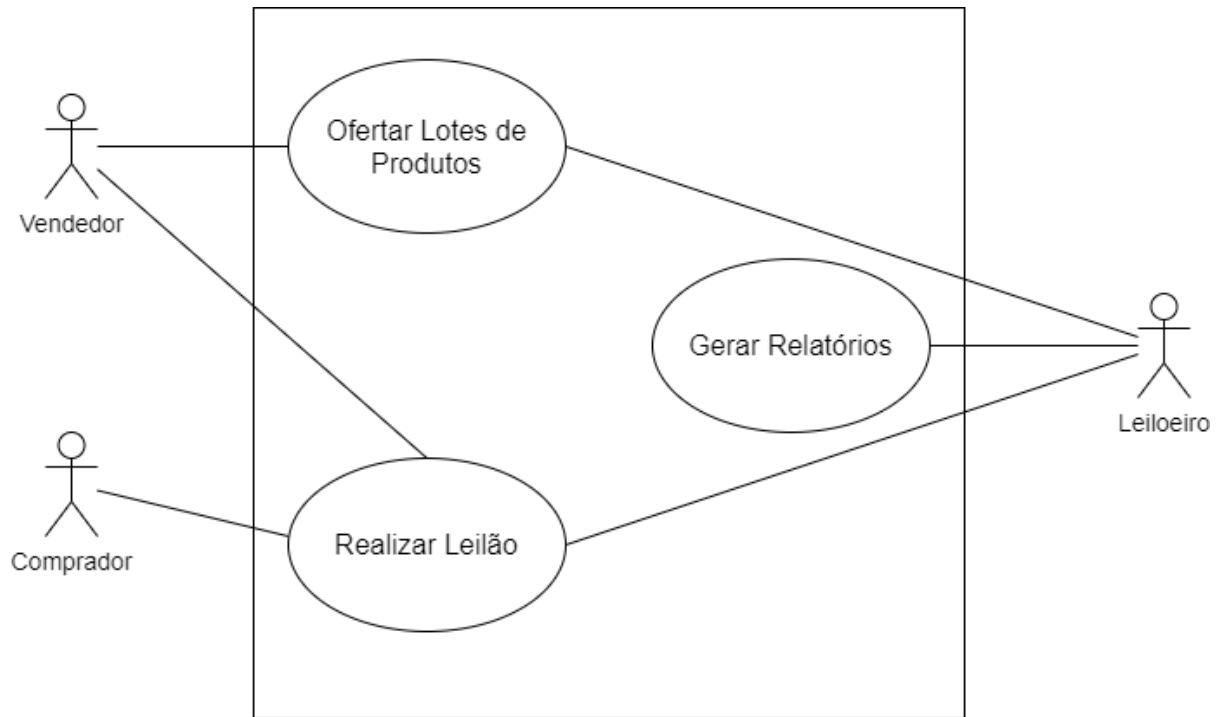 Ofertar Lotes de
Produtos
Vendedor
Gerar Relatórios
Leiloeiro
Realizar Leilão
Comprador